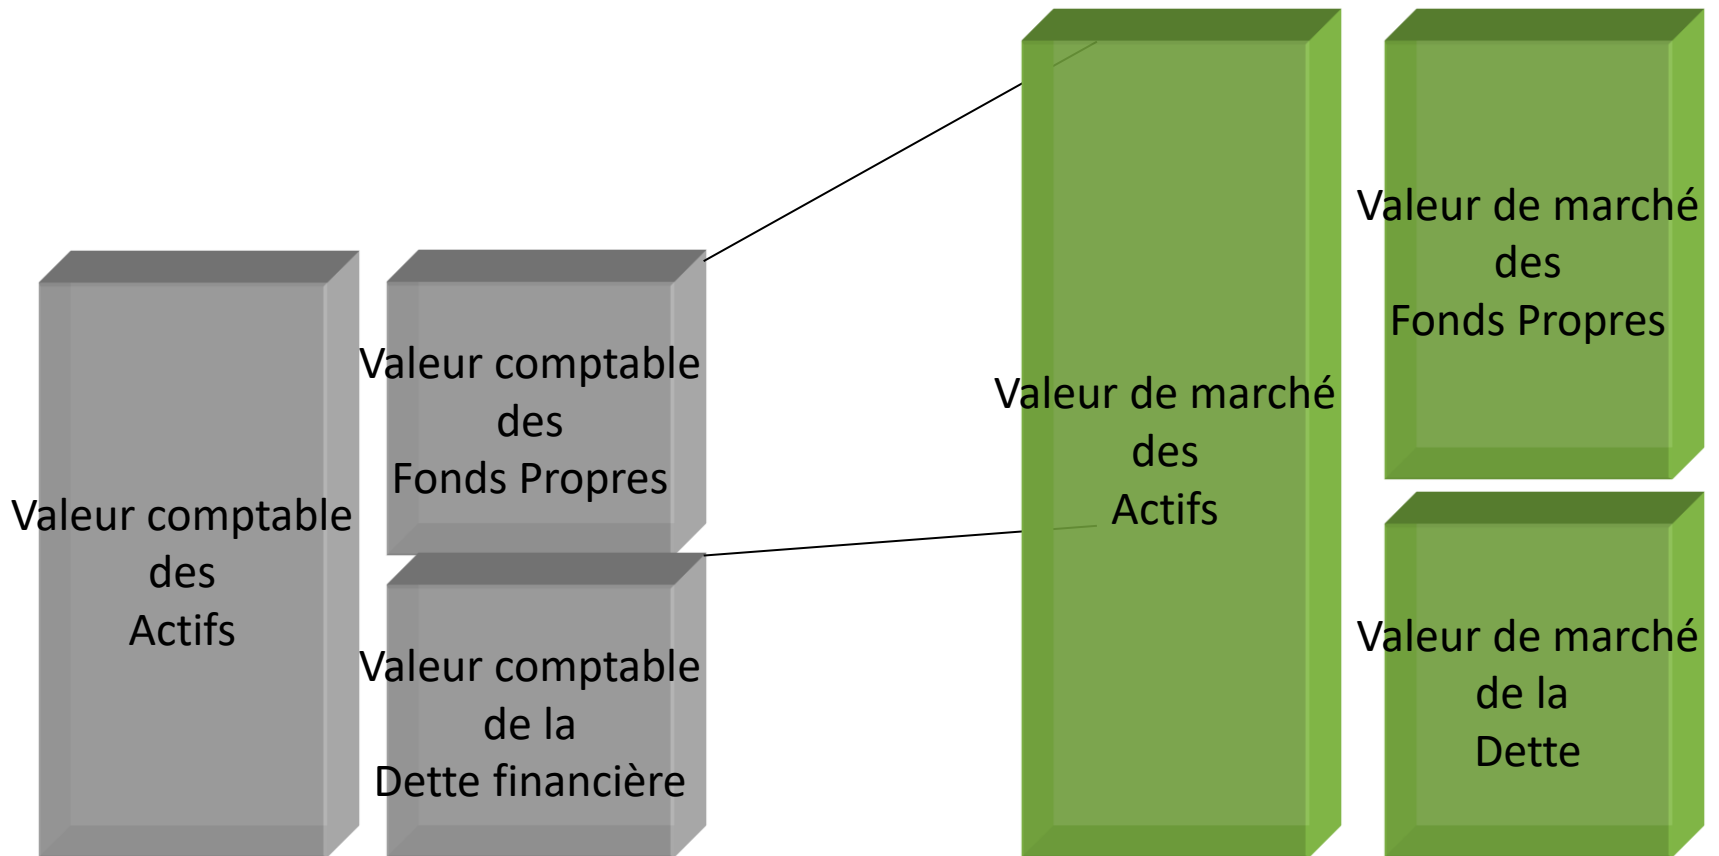 Valeur comptable
des
Actifs
Valeur comptable
des
Fonds Propres
Valeur comptable
de la
Dette financière
Valeur de marché
des
Actifs
Valeur de marché
des
Fonds Propres
Valeur de marché
de la
Dette